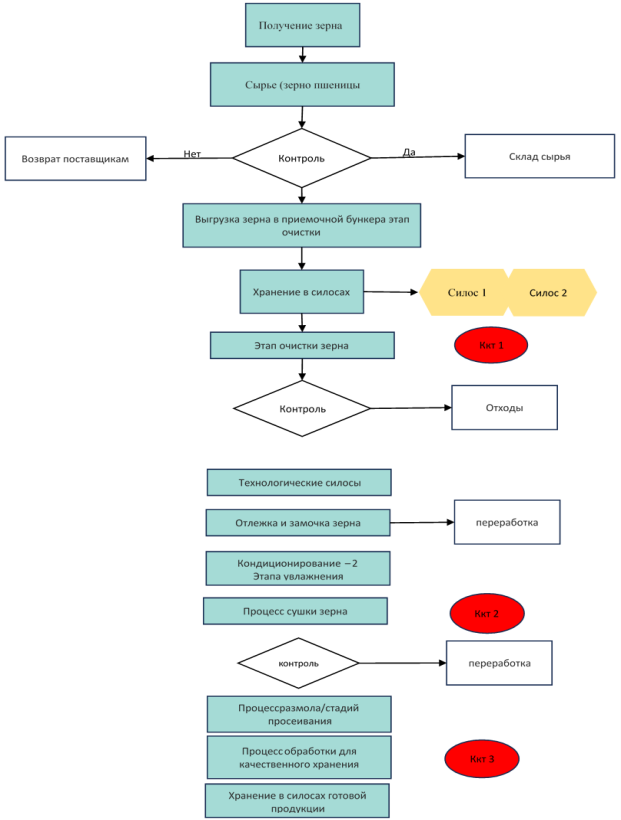 Получение зерна
Сырье (зерно пшеницы
Возврат поставщикам
Нет
Контроль
Да
Склад сырья
Выгрузка зерна в приемочной бункера этап
очистки
Хранение в силосах
Силос 1
Силос 2
Этап очистки зерна
Ккт 1
Контроль
Отходы
Технологические силосы
Отлежка и замочка зерна
переработка
Кондиционирование –2
Этапа увлажнения
Процесс сушки зерна
Ккт 2
контроль
переработка
Процессразмола/стадий
просеивания
Процесс обработки для
качественного хранения
Ккт 3
Хранение в силосах готовой
продукции